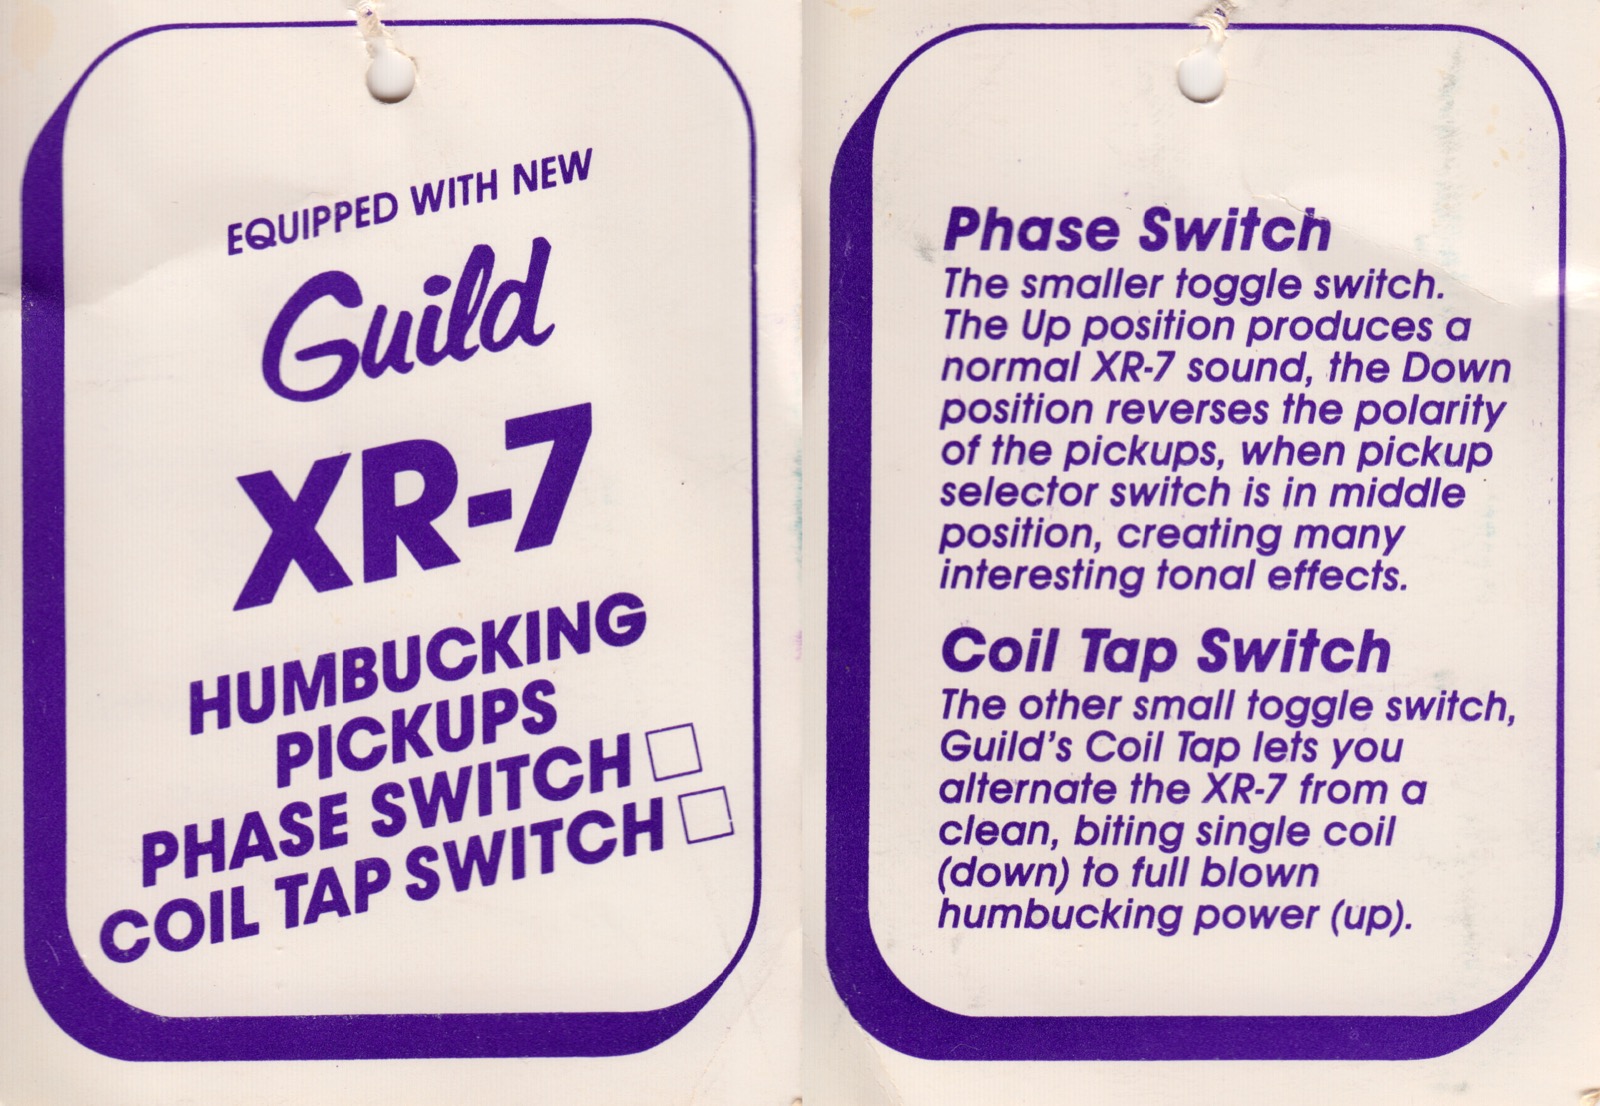 EQUIPPED WITH NEW
Guild
XR-7
HUMBUCKING
PICKUPS
PHASE SWITCH
COIL TAP SWITCH
Phase Switch
The smaller toggle switch.
The Up position produces a
normal XR-7 sound, the Down
position reverses the polarity
of the pickups, when pickup
selector switch is in middle
position, creating many
interesting tonal effects.
Coil Tap Switch
The other small toggle switch,
Guild's Coil Tap lets you
alternate the XR-7 from a
clean, biting single coil
(down) to full blown
humbucking power (up).